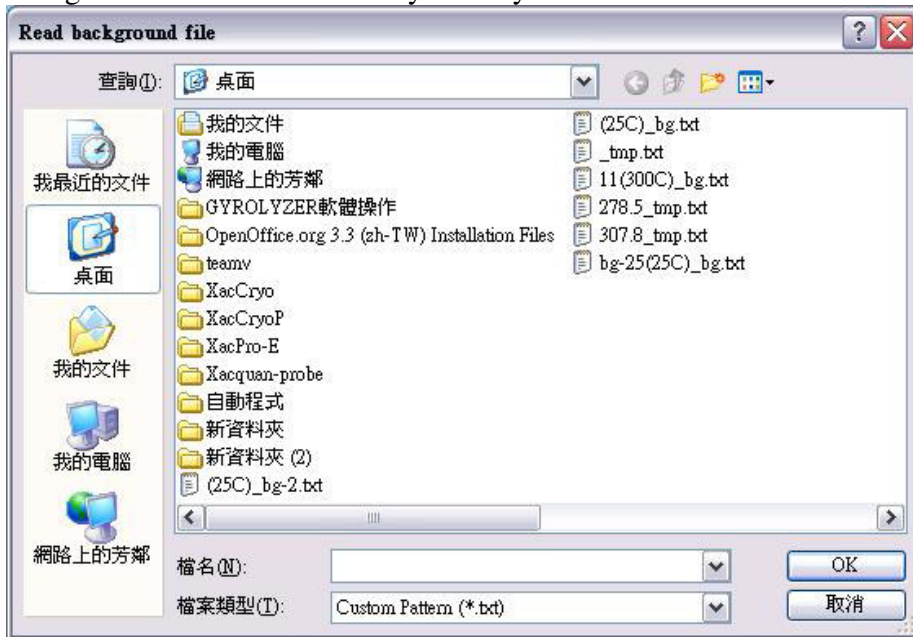 Read background file
查詢(I):
桌面
我最近的文件
桌面
我的文件
我的電腦
網路上的芳鄰
我的文件
我的電腦
網路上的芳鄰
GYROLYZER軟體操作
OpenOffice.org 3.3 (zh-TW) Installation Files
teamv
XacCryo
XacCryoP
XacPro-E
Xacquan-probe
自動程式
新資料夾
新資料夾 (2)
(25C)_bg-2.txt
(25C)_bg.txt
_tmp.txt
11(300C)_bg.txt
278.5_tmp.txt
307.8_tmp.txt
bg-25(25C)_bg.txt
檔名(N):
OK
檔案類型(T):
Custom Pattern (*.txt)
取消